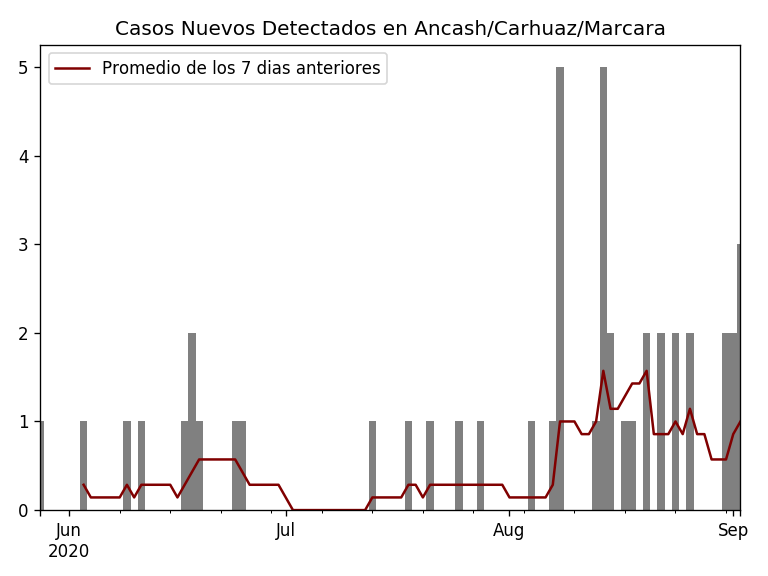 Casos Nuevos Detectados en Ancash/Carhuaz/Marcara
Promedio de los 7 dias anteriores
5
4
3
2
1
0
Jun Jul Aug Sep
2020